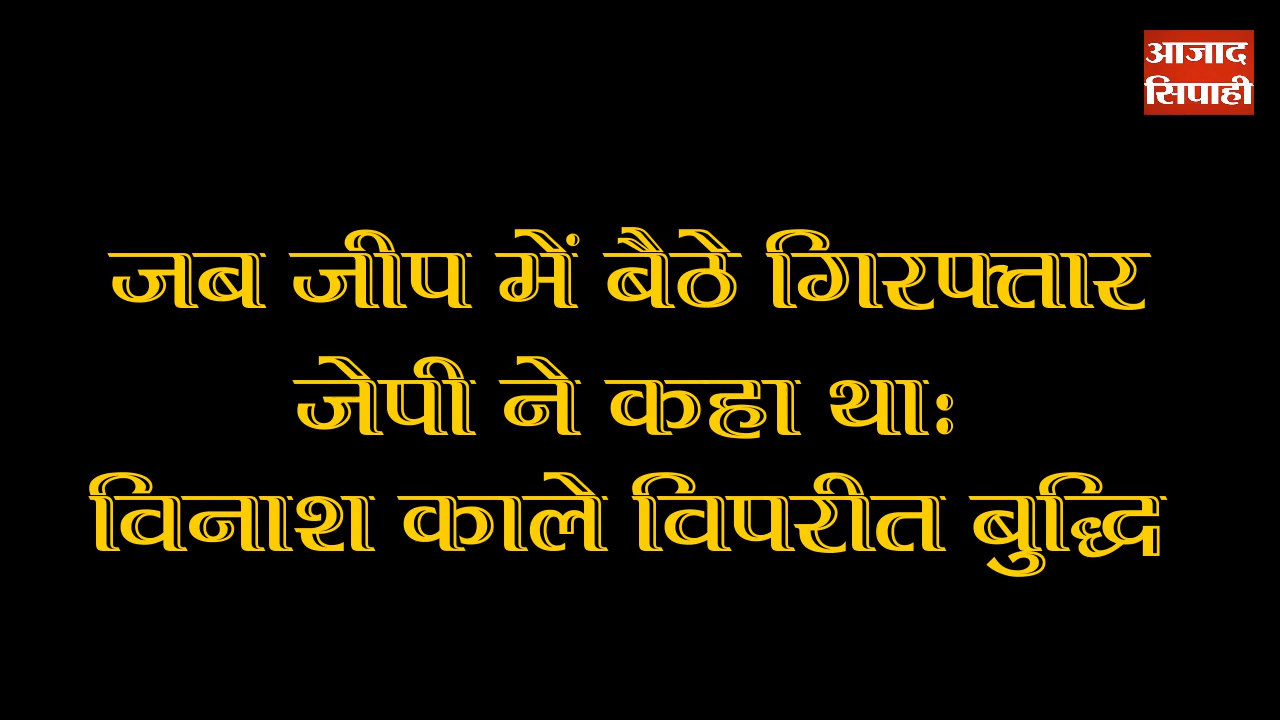 आजाद
सिपाही
जब जीप में बैठे गिरफ्तार
जेपी ने कहा थाः
विनाश काले विपरीत बुद्धि